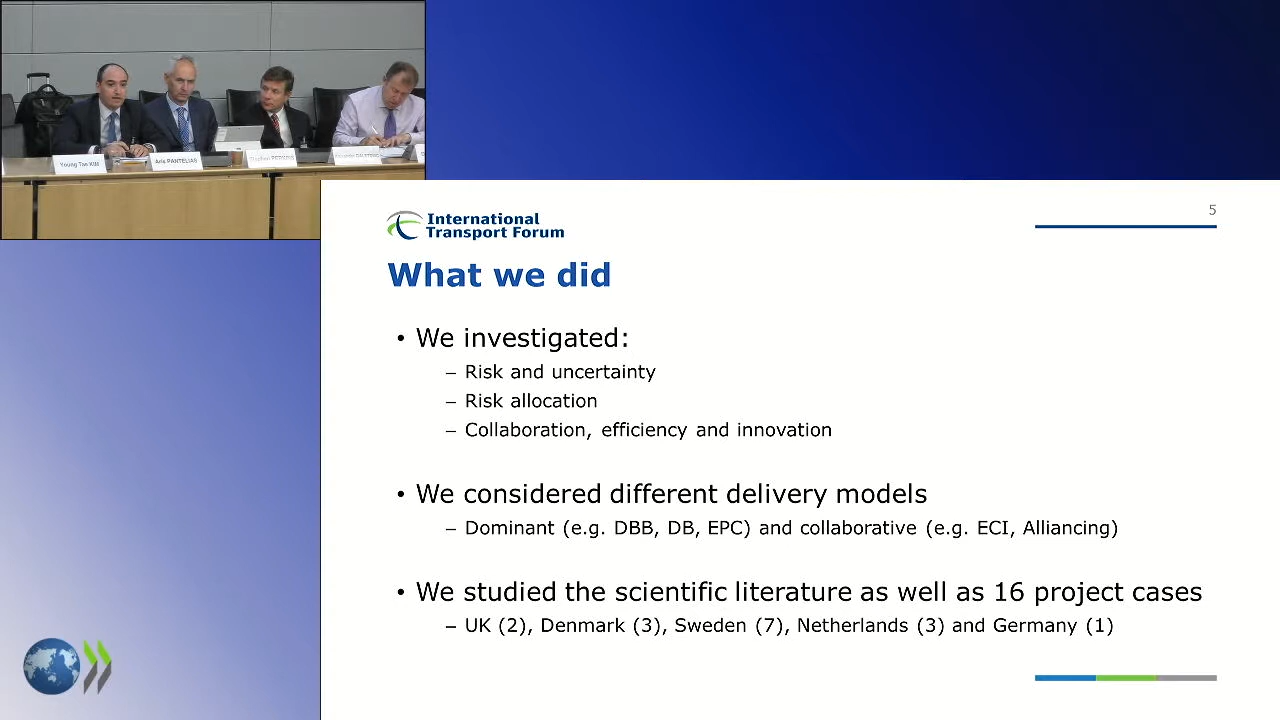 Young Tae KIM
Aris PANTELIAS
Stephen PERKINS
International
Transport Forum
5
What we did
• We investigated:
– Risk and uncertainty
– Risk allocation
– Collaboration, efficiency and innovation
• We considered different delivery models
– Dominant (e.g. DBB, DB, EPC) and collaborative (e.g. ECI, Alliancing)
• We studied the scientific literature as well as 16 project cases
– UK (2), Denmark (3), Sweden (7), Netherlands (3) and Germany (1)